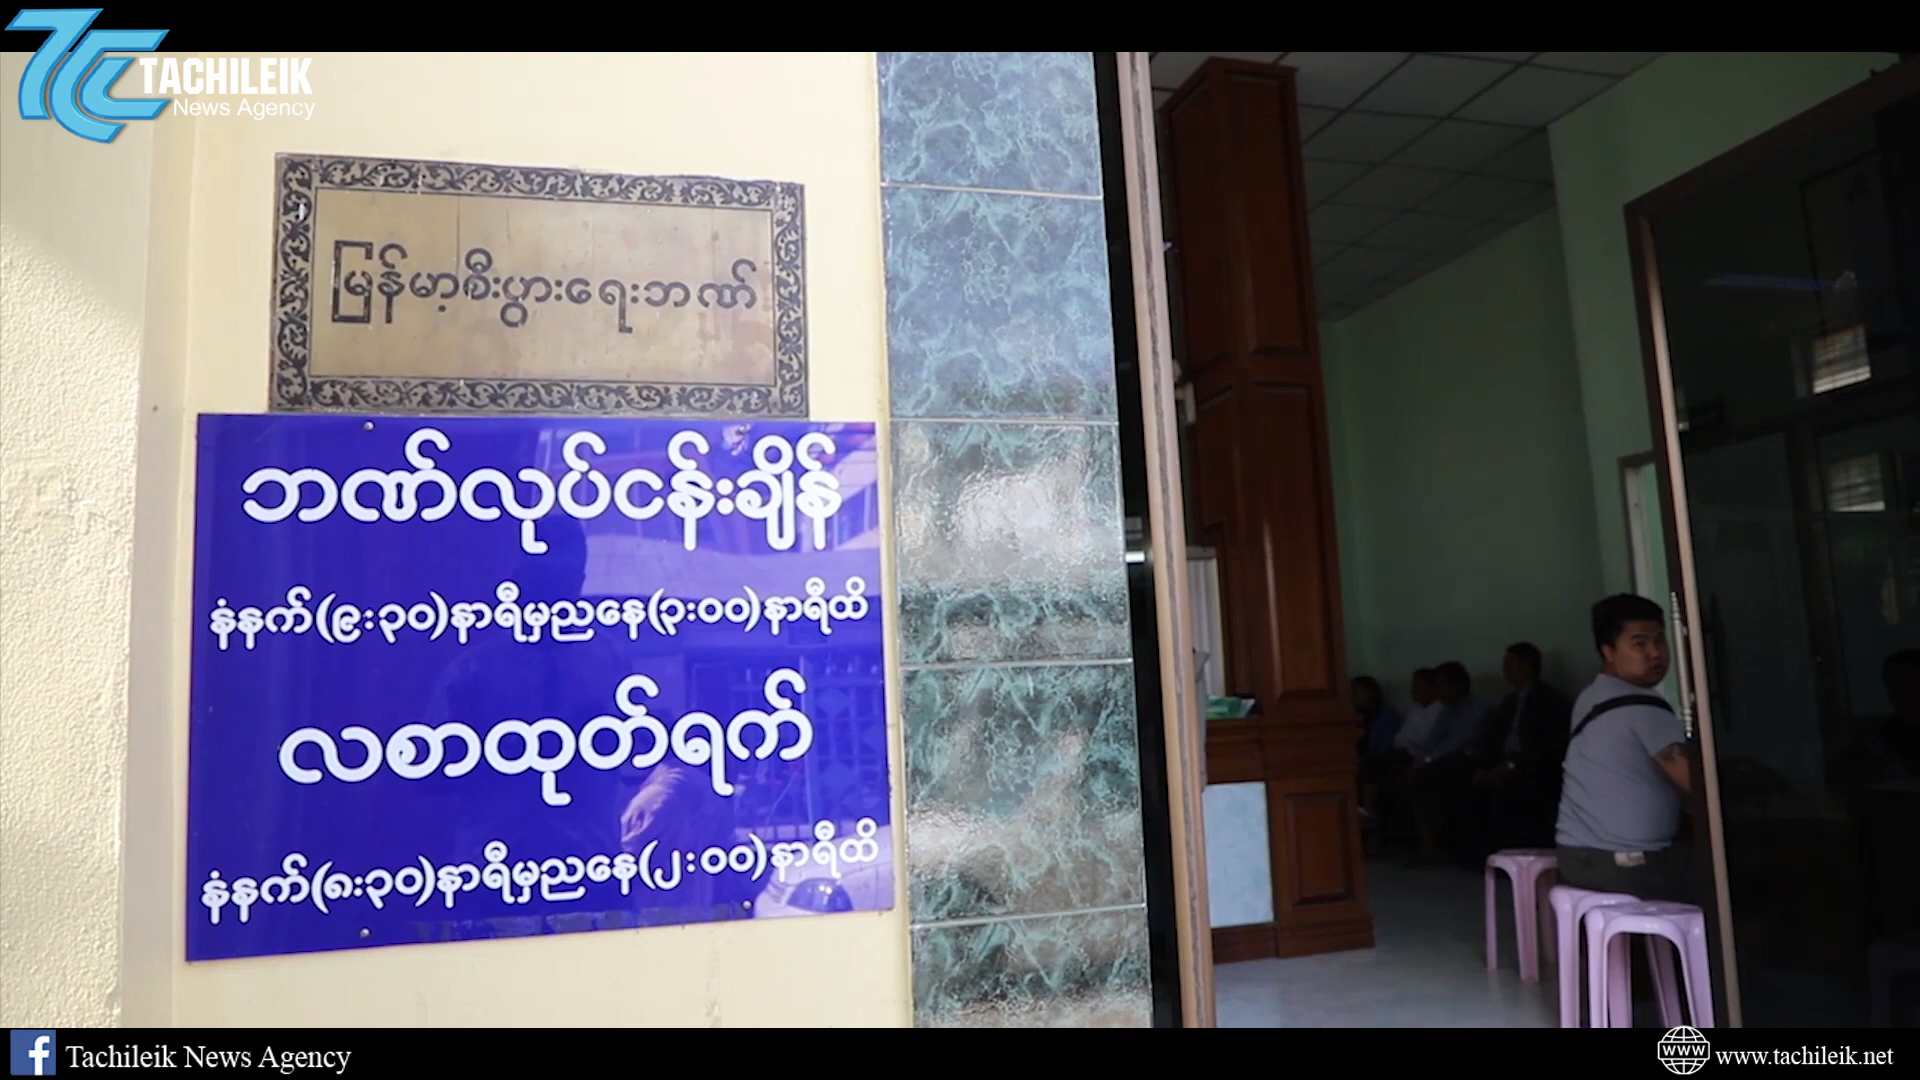 TC
TACHILEIK
News Agency
မြန်မာ့စီးပွားရေးဘဏ်
ဘဏ်လုပ်ငန်းချိန်
နံနက်(၉:၃၀)နာရီမှညနေ(၃:၀၀)နာရီထိ
လစာထုတ်ရက်
နံနက်(၈:၃၀)နာရီမှညနေ(၂:၀၀)နာရီထိ
f Tachileik News Agency
WWW www.tachileik.net